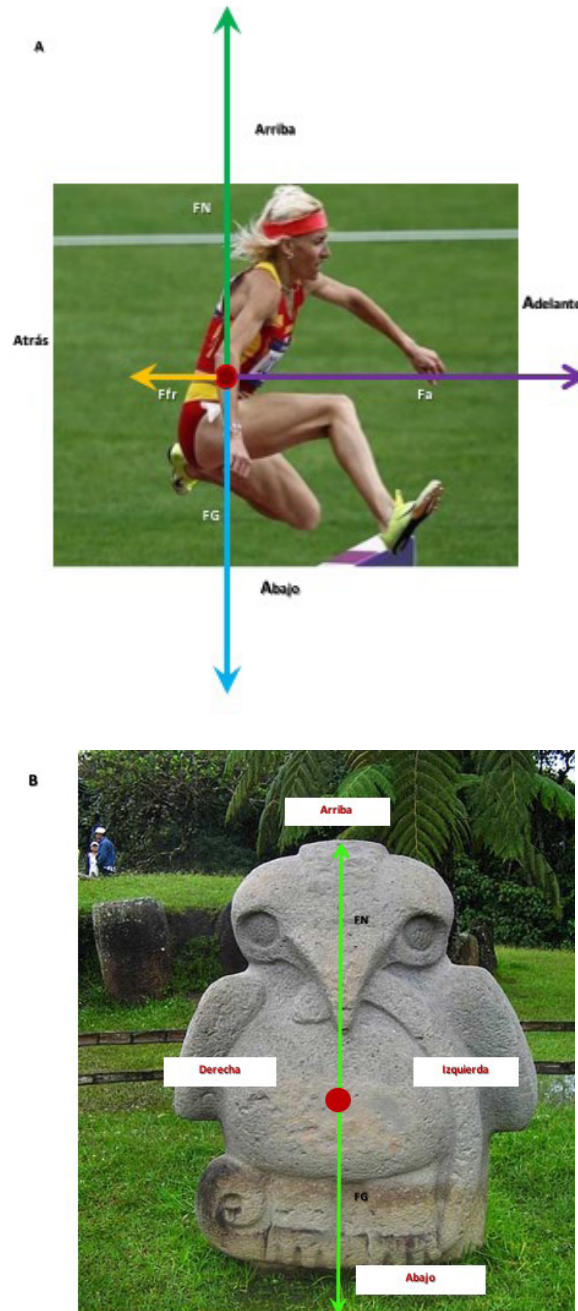 A
Arriba
FN
Adelante
Atrás
Ffr
Fa
FG
Abajo
B
Arriba
FN
Derecha
Izquierda
FG
Abajo